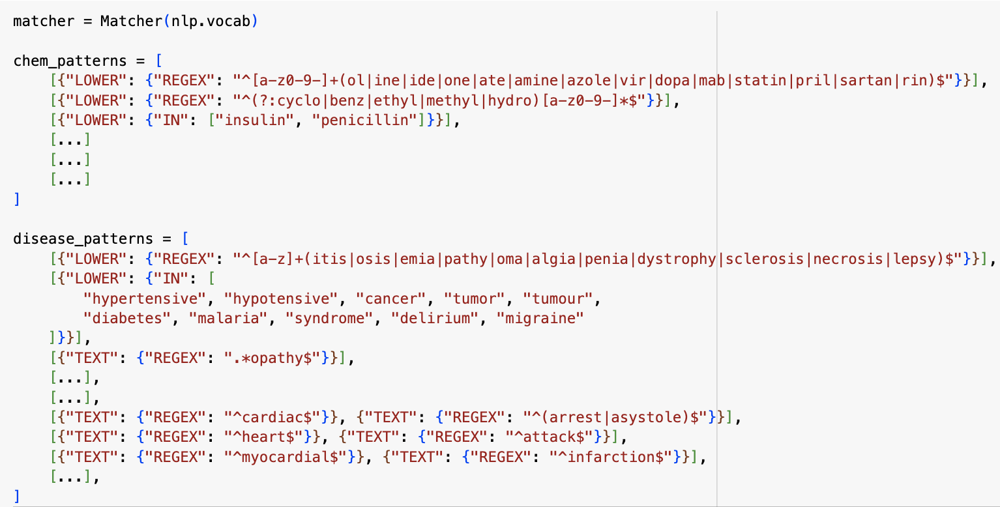 matcher = Matcher(nlp.vocab)
chem_patterns = [
    [{"LOWER": {"REGEX": "^[a-z0-9-]+(ol|ine|ide|one|ate|amine|azole|vir|dopa|mab|statin|pril|sartan|rin)$"}}],
    [{"LOWER": {"REGEX": "^(?:cyclo|benz|ethyl|methyl|hydro)[a-z0-9-]*$"}}],
    [{"LOWER": {"IN": ["insulin", "penicillin"]}}],
    [...]
    [...]
    [...]
]
disease_patterns = [
    [{"LOWER": {"REGEX": "^[a-z]+(itis|osis|emia|pathy|oma|algia|penia|dystrophy|sclerosis|necrosis|lepsy)$"}}],
    [{"LOWER": {"IN": [
        "hypertensive", "hypotensive", "cancer", "tumor", "tumour",
        "diabetes", "malaria", "syndrome", "delirium", "migraine"
    ]}}],
    [{"TEXT": {"REGEX": ".*opathy$"}}],
    [...],
    [...],
    [{"TEXT": {"REGEX": "^cardiac$"}}, {"TEXT": {"REGEX": "^(arrest|asystole)$"}}],
    [{"TEXT": {"REGEX": "^heart$"}}, {"TEXT": {"REGEX": "^attack$"}}],
    [{"TEXT": {"REGEX": "^myocardial$"}}, {"TEXT": {"REGEX": "^infarction$"}}],
    [...],
]